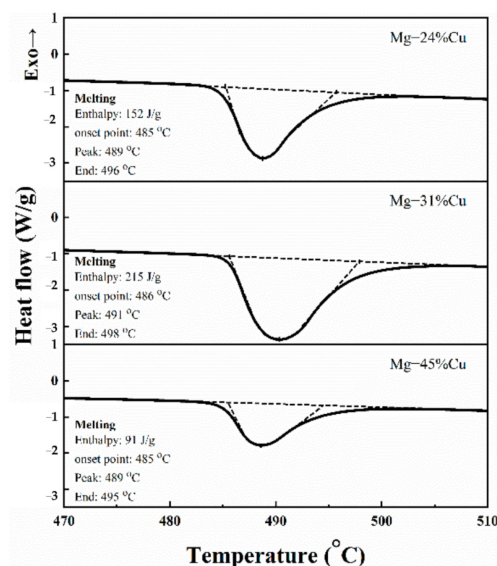 Exo→
Heat flow (W/g)
1
0
−1
−2
−3
Mg−24%Cu
Melting
Enthalpy: 152 J/g
onset point: 485 °C
Peak: 489 °C
End: 496 °C
0
−1
−2
−3
Mg−31%Cu
Melting
Enthalpy: 215 J/g
onset point: 486 °C
Peak: 491 °C
End: 498 °C
1
0
−1
−2
−3
Mg−45%Cu
Melting
Enthalpy: 91 J/g
onset point: 485 °C
Peak: 489 °C
End: 495 °C
470 480 490 500 510
Temperature (°C)